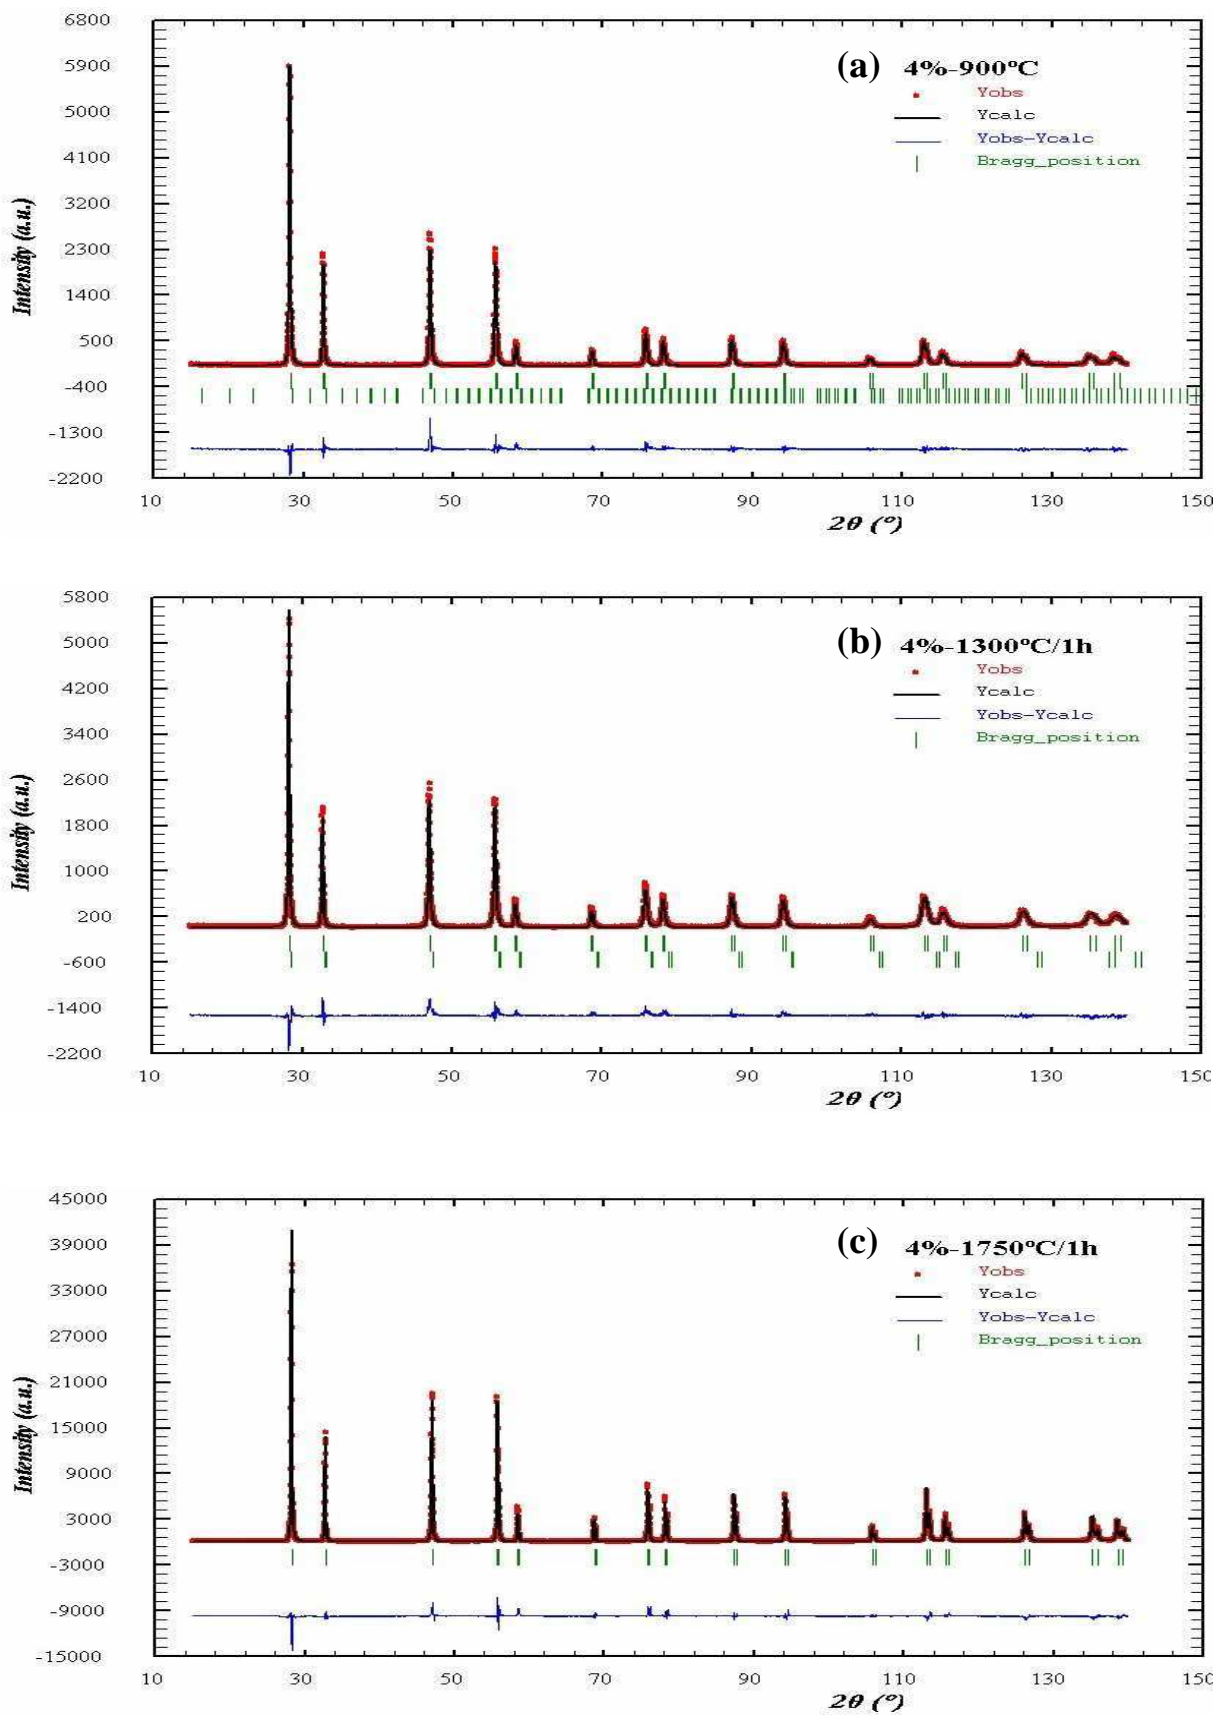 6800
(a) 4%-900ºC
5900
Yobs
5000
Ycalc
4100
Yobs-Ycalc
Bragg_position
3200
2300
1400
500
-400
-1300
-2200
Intensity (a.u.)
10 30 50 70 90 110 130 150
2θ (º)
5800
(b) 4%-1300ºC/1h
5000
Yobs
4200
Ycalc
3400
Yobs-Ycalc
Bragg_position
2600
1800
1000
200
-600
-1400
-2200
Intensity (a.u.)
10 30 50 70 90 110 130 150
2θ (º)
45000
(c) 4%-1750ºC/1h
39000
Yobs
33000
Ycalc
27000
Yobs-Ycalc
Bragg_position
21000
15000
9000
3000
-3000
-9000
-15000
Intensity (a.u.)
10 30 50 70 90 110 130 150
2θ (º)